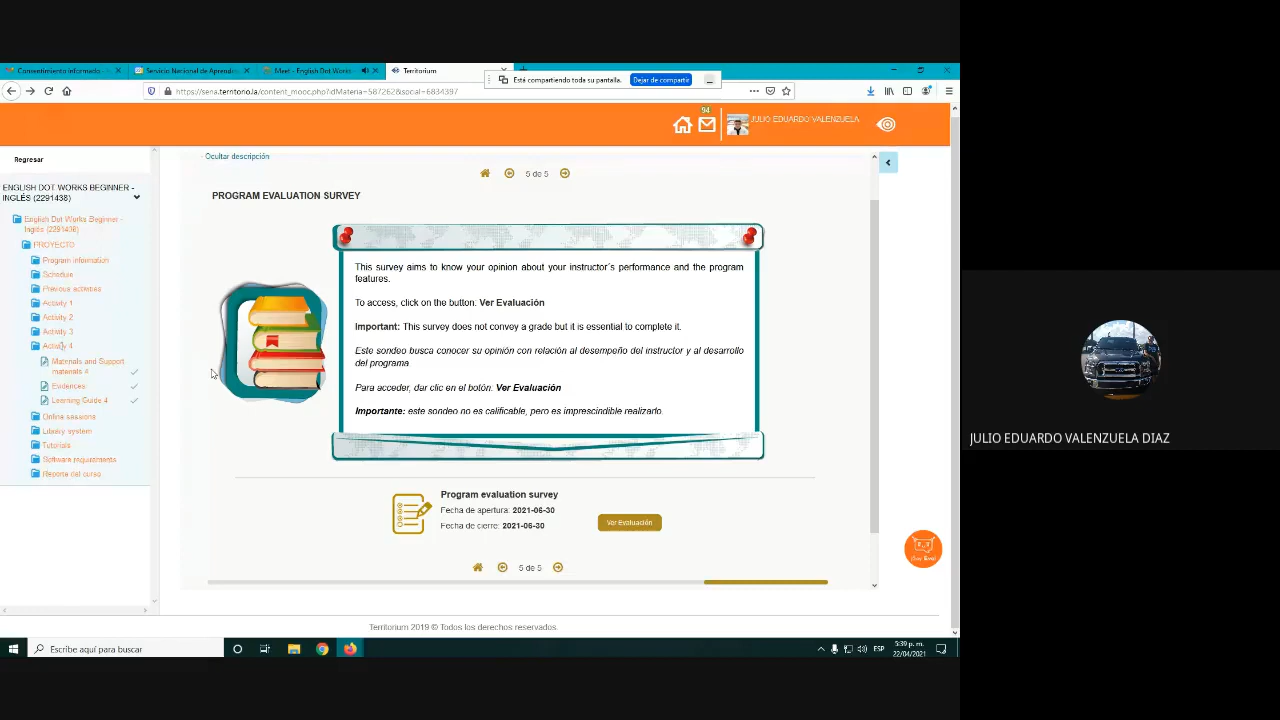 Consentimiento Informado -
Servicio Nacional de Aprendi
Meet - English Dot Works
Territorium
Está compartiendo toda su pantalla.
Dejar de compartir
https://sena.territorio.la/content_mooc.php?idMateria=587262&social=6834397
94
JULIO EDUARDO VALENZUELA
Regresar
ENGLISH DOT WORKS BEGINNER -
INGLÉS (2291438)
English Dot Works Beginner -
Inglés (2291438)
PROYECTO
Program information
Schedule
Previous activities
Activity 1
Activity 2
Activity 3
Activity 4
Materials and Support
materials 4
Evidences
Learning Guide 4
Online sessions
Library system
Tutorials
Software requirements
Reporte del curso
Ocultar descripción
5 de 5
PROGRAM EVALUATION SURVEY
This survey aims to know your opinion about your instructor´s performance and the program
features.
To access, click on the button: Ver Evaluación
Important: This survey does not convey a grade but it is essential to complete it.
Este sondeo busca conocer su opinión con relación al desempeño del instructor y al desarrollo
del programa
Para acceder, dar clic en el botón: Ver Evaluación
Importante: este sondeo no es calificable, pero es imprescindible realizarlo.
Program evaluation survey
Fecha de apertura: 2021-06-30
Fecha de cierre: 2021-06-30
Ver Evaluación
5 de 5
Territorium 2019 © Todos los derechos reservados.
Escribe aquí para buscar
ESP
5:39 p. m.
22/04/2021
JULIO EDUARDO VALENZUELA DIAZ